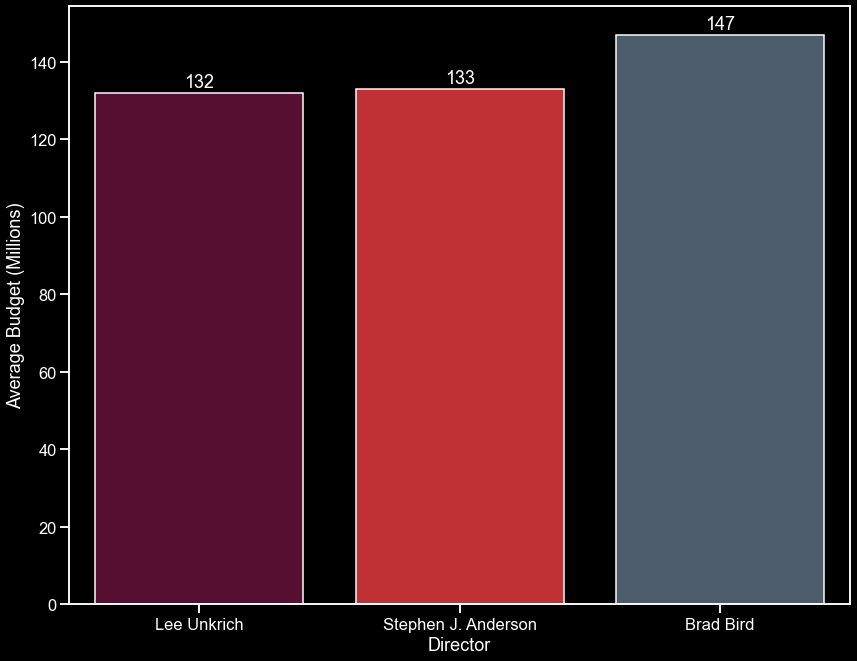 147
133
132
140
120
100
80
60
40
20
0
Average Budget (Millions)
Lee Unkrich
Stephen J. Anderson
Brad Bird
Director